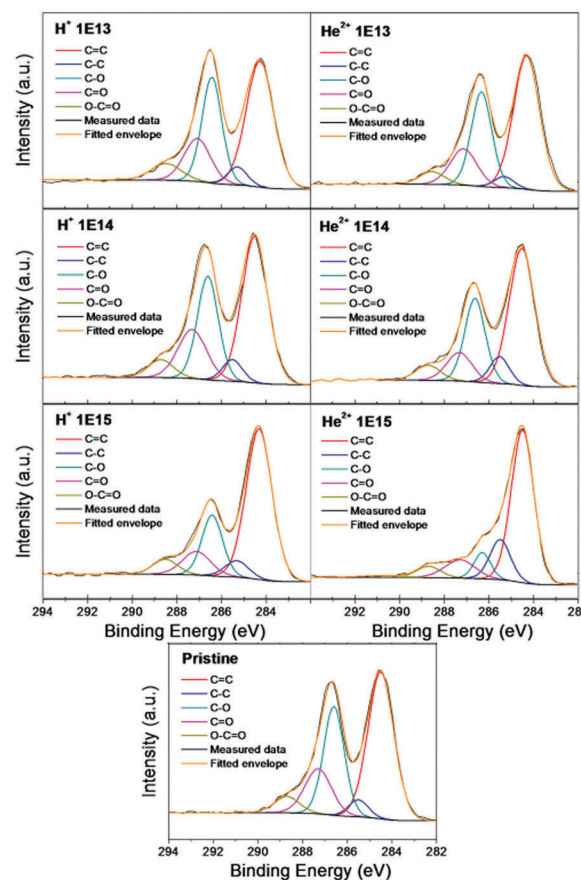 H+ 1E13
C=C
C-C
C-O
C=O
O-C=O
Measured data
Fitted envelope
Intensity (a.u.)
He2+ 1E13
C=C
C-C
C-O
C=O
O-C=O
Measured data
Fitted envelope
H+ 1E14
C=C
C-C
C-O
C=O
O-C=O
Measured data
Fitted envelope
Intensity (a.u.)
He2+ 1E14
C=C
C-C
C-O
C=O
O-C=O
Measured data
Fitted envelope
H+ 1E15
C=C
C-C
C-O
C=O
O-C=O
Measured data
Fitted envelope
Intensity (a.u.)
He2+ 1E15
C=C
C-C
C-O
C=O
O-C=O
Measured data
Fitted envelope
294 292 290 288 286 284
Binding Energy (eV)
292 290 288 286 284 28
Binding Energy (eV)
Pristine
C=C
C-C
C-O
C=O
O-C=O
Measured data
Fitted envelope
Intensity (a.u.)
294 292 290 288 286 284 282
Binding Energy (eV)